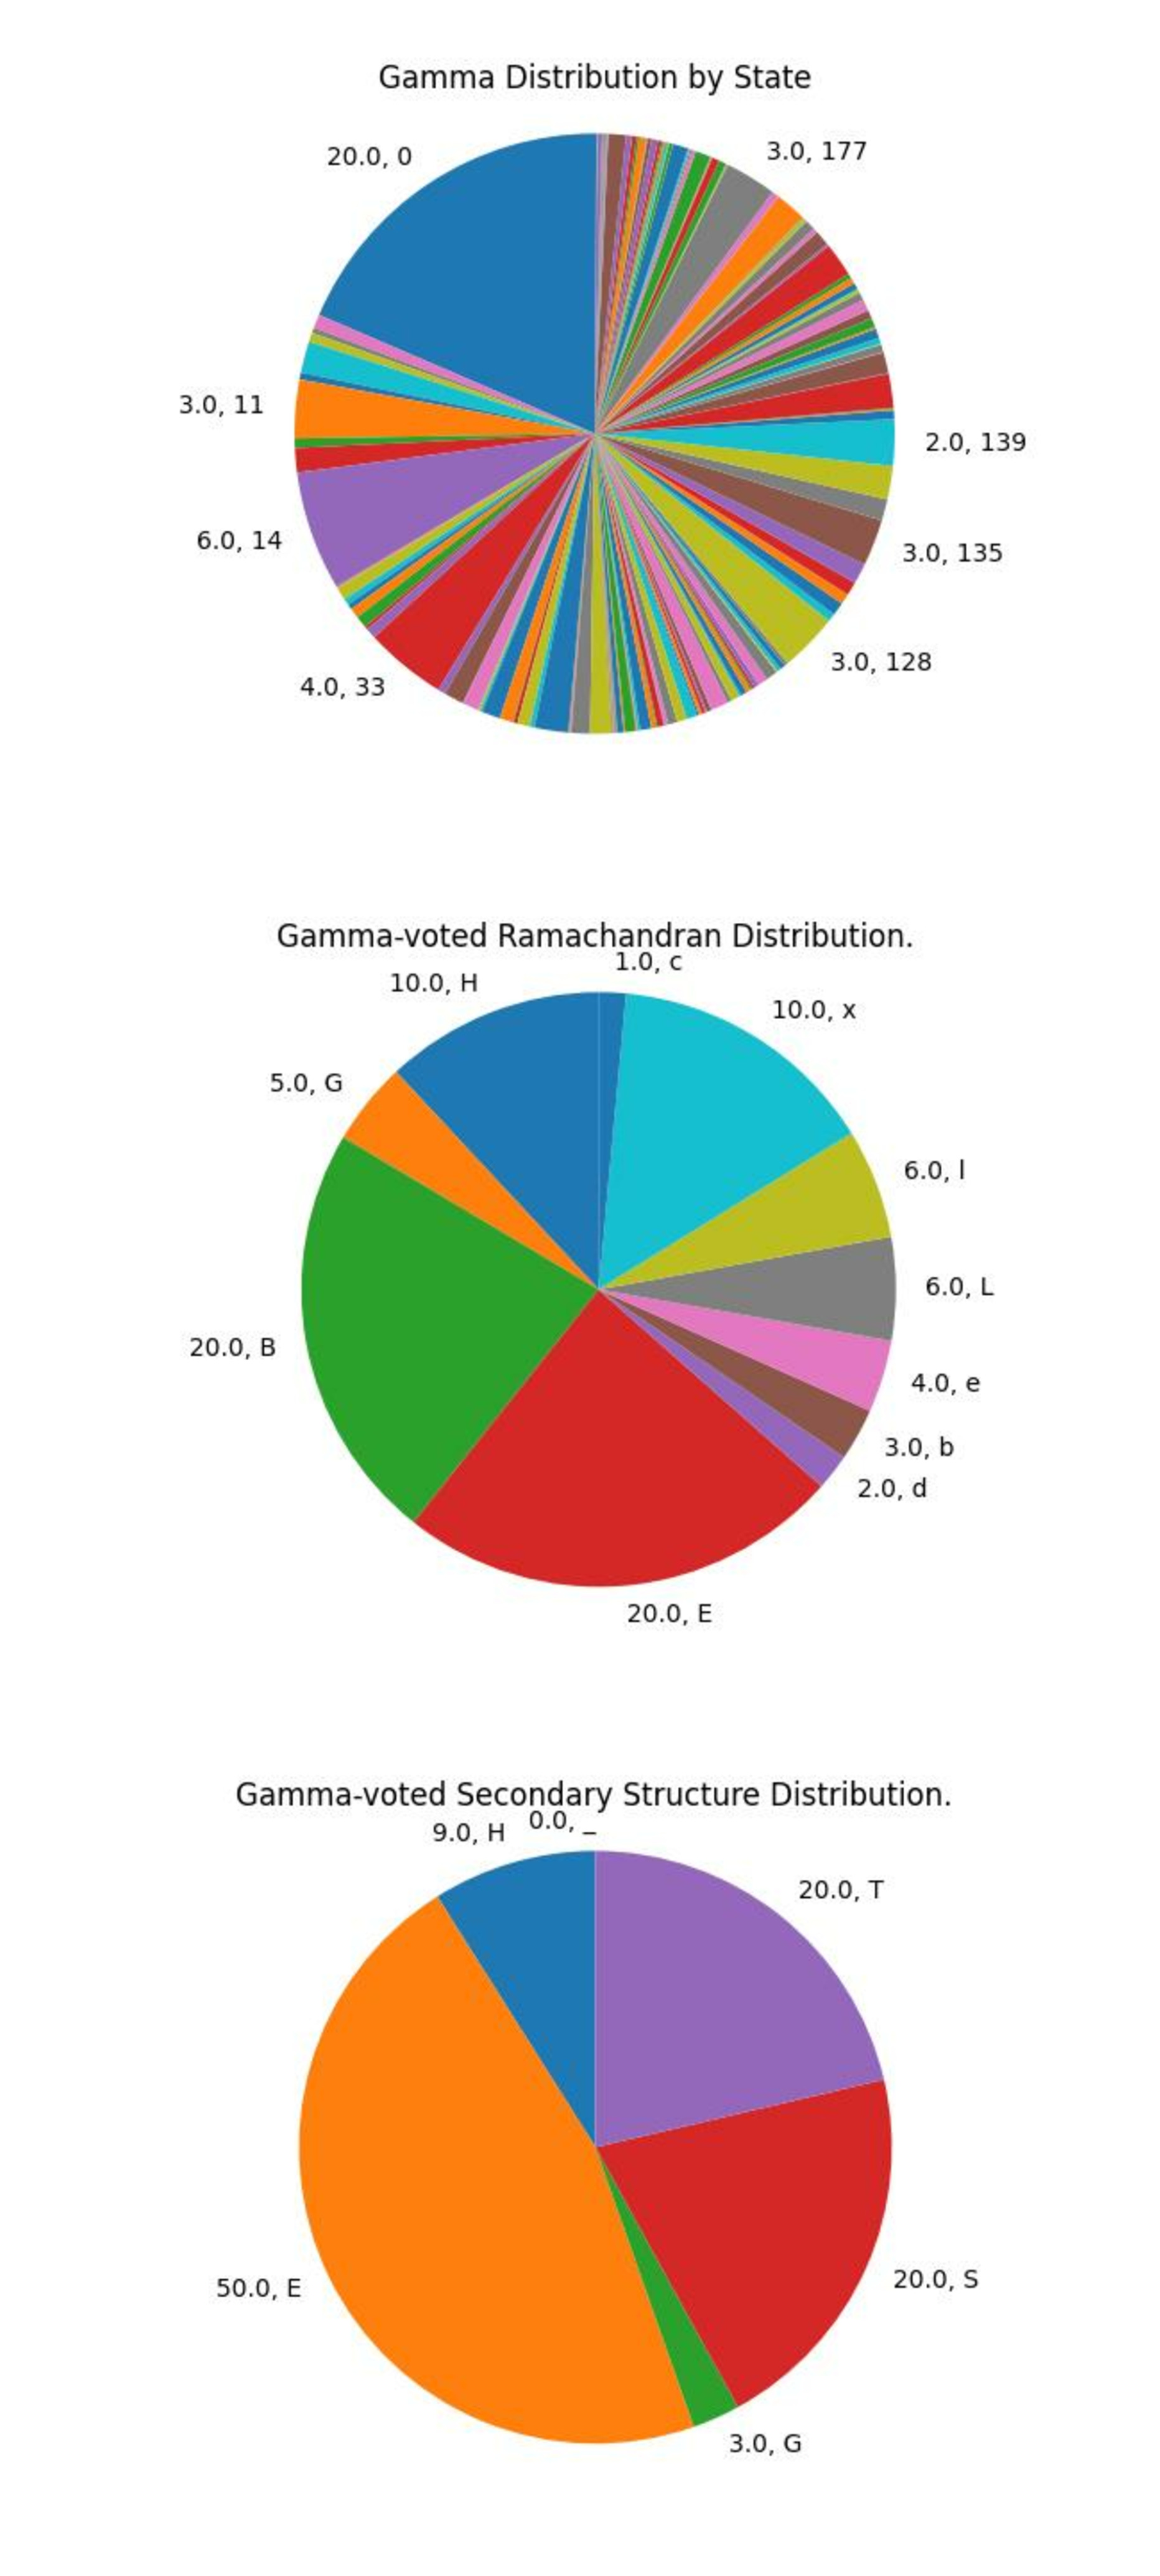 Gamma Distribution by State
20.0, 0
3.0, 177
3.0, 11
2.0, 139
6.0, 14
3.0, 135
3.0, 128
4.0, 33
Gamma-voted Ramachandran Distribution.
1.0, c
10.0, H
10.0, x
5.0, G
6.0, l
6.0, L
20.0, B
4.0, e
3.0, b
2.0, d
20.0, E
Gamma-voted Secondary Structure Distribution.
0.0, _
9.0, H
20.0, T
20.0, S
50.0, E
3.0, G